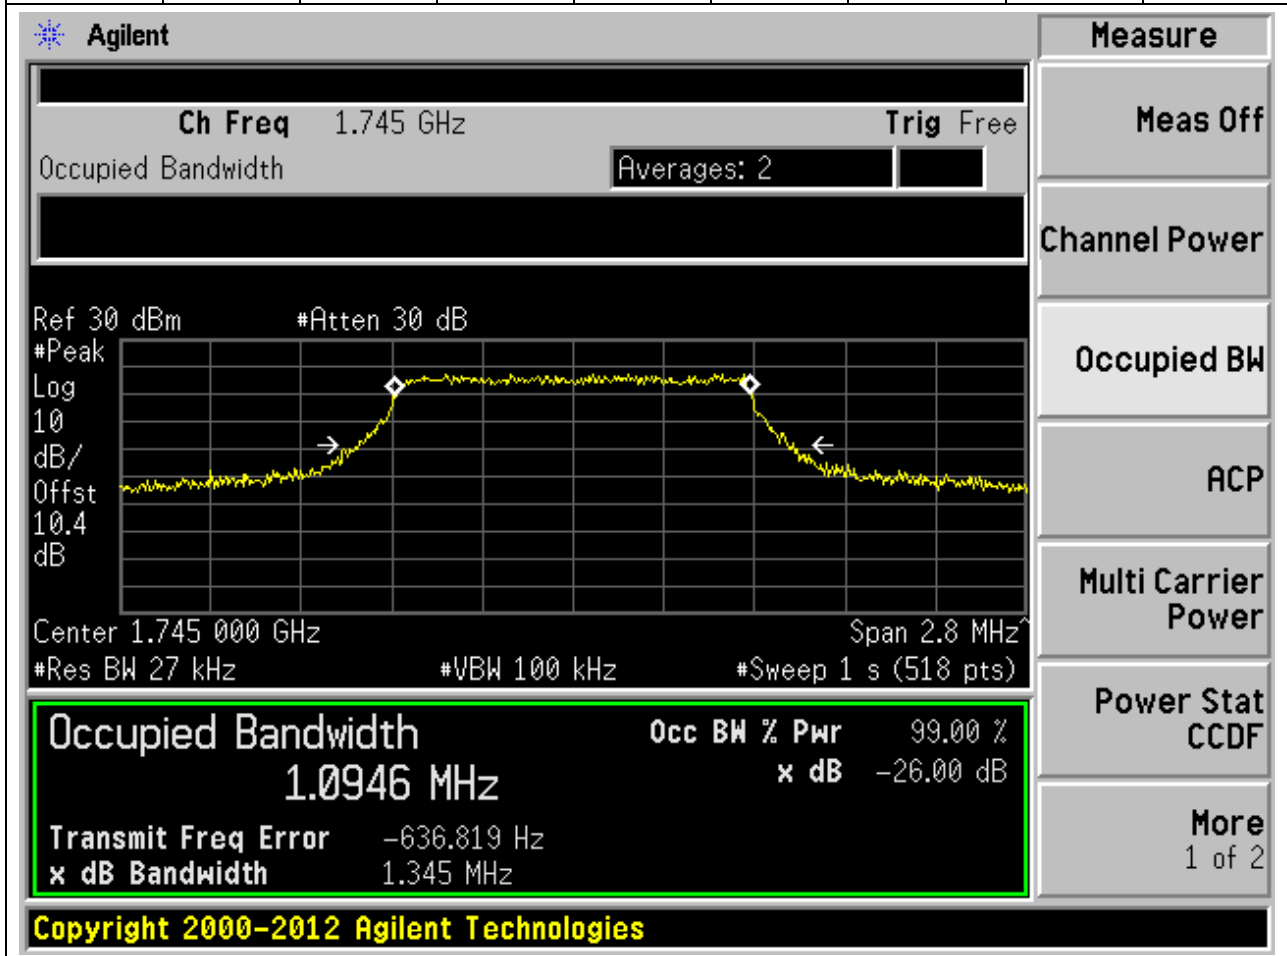 Agilent
Measure
Ch Freq 1.745 GHz Trig Free
Occupied Bandwidth Averages: 2
Meas Off
Channel Power
Occupied BW
ACP
Multi Carrier
Power
Power Stat
CCDF
More
1 of 2
Ref 30 dBm #Atten 30 dB
#Peak
Log
10
dB/
Offst
10.4
dB
Center 1.745 000 GHz Span 2.8 MHz^
#Res BW 27 kHz #VBW 100 kHz #Sweep 1 s (518 pts)
Occupied Bandwidth Occ BW % Pwr 99.00 %
1.0946 MHz x dB -26.00 dB
Transmit Freq Error -636.819 Hz
x dB Bandwidth 1.345 MHz
Copyright 2000-2012 Agilent Technologies